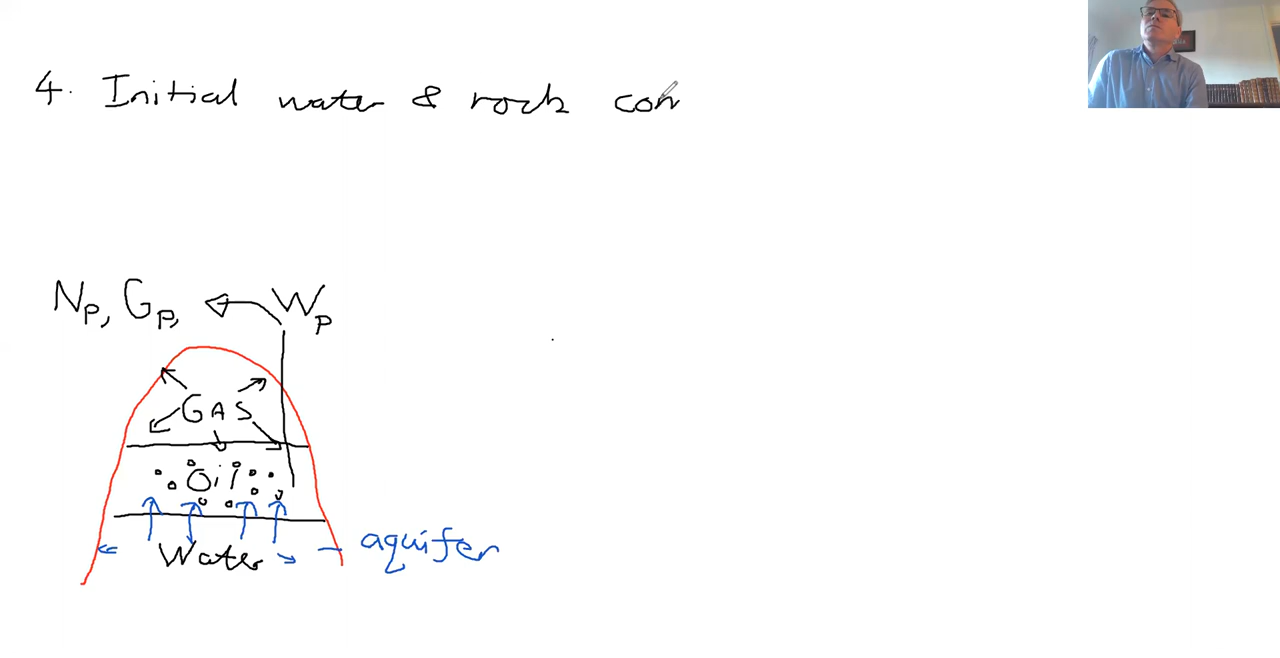 4. Initial water & rock con
Np, Gp, Wp
GAS
Oil
Water
aquifer